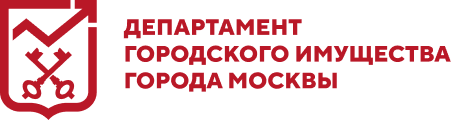 ДЕПАРТАМЕНТ
ГОРОДСКОГО ИМУЩЕСТВА
ГОРОДА МОСКВЫ